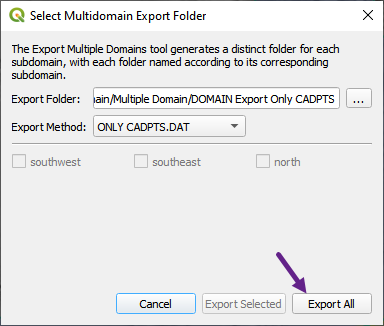 Select Multidomain Export Folder
The Export Multiple Domains tool generates a distinct folder for each
subdomain, with each folder named according to its corresponding
subdomain.
Export Folder: ain/Multiple Domain/DOMAIN Export Only CADPTS ...
Export Method: ONLY CADPTS.DAT
southwest southeast north
Cancel Export Selected Export All